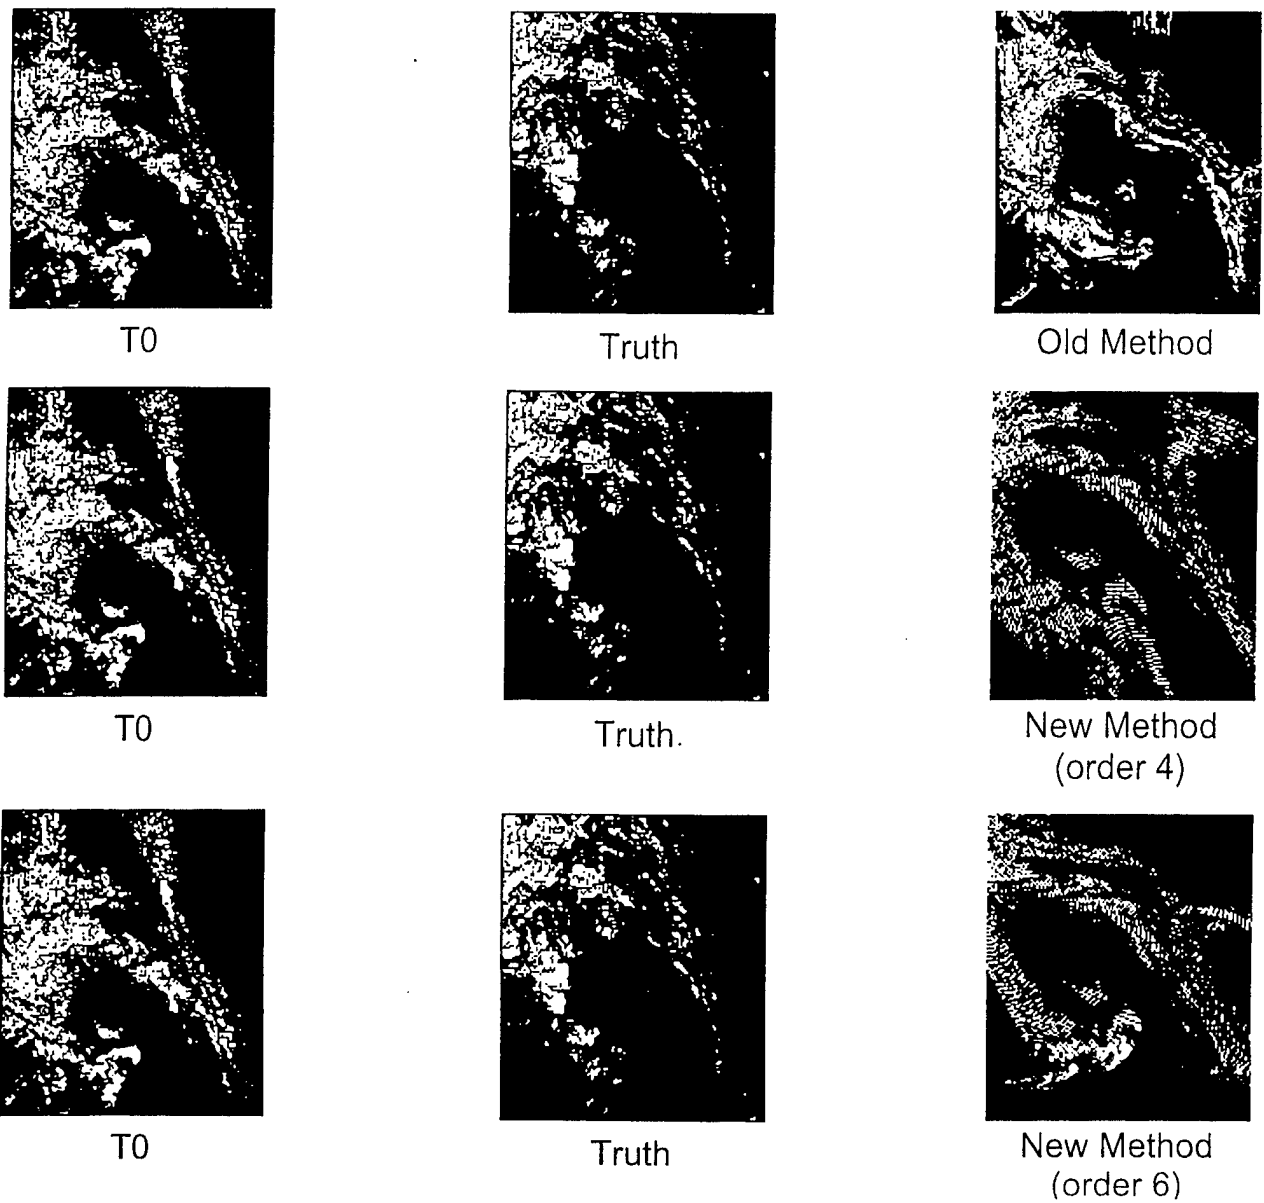 T0
Truth
Old Method
T0
Truth.
New Method
(order 4)
T0
Truth
New Method
(order 6)